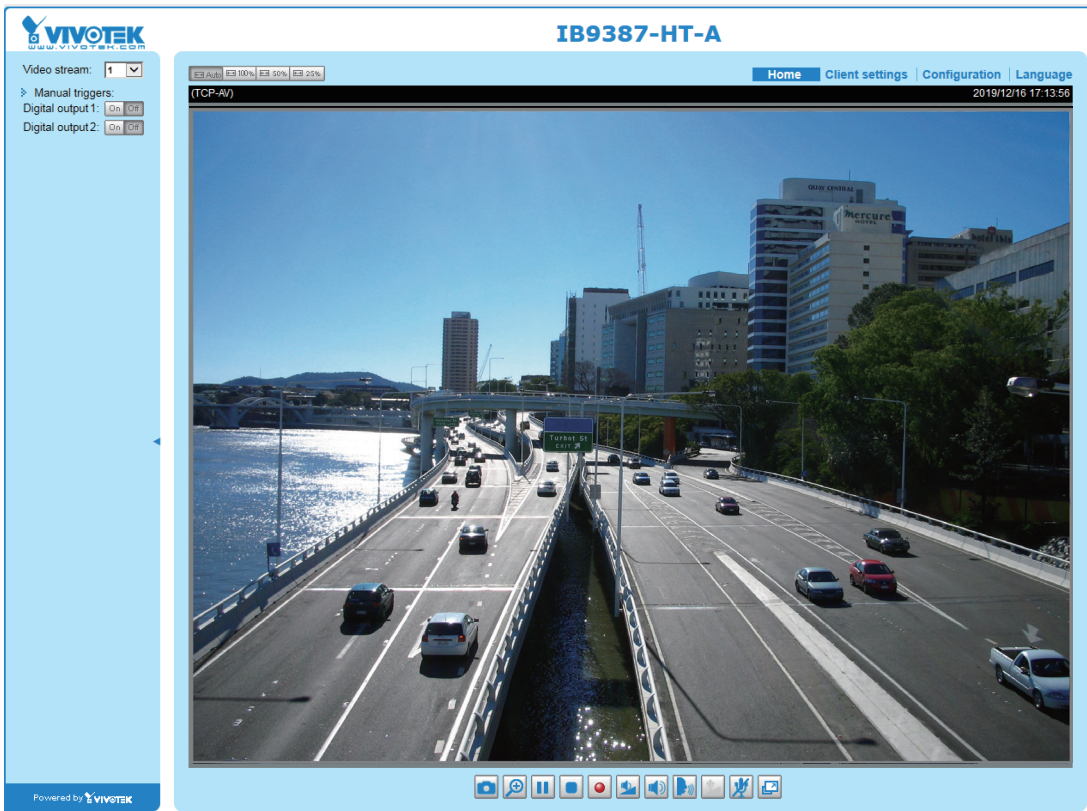 VIVOTEK
www.vivotek.com
IB9387-HT-A
Video stream: 1
Manual triggers:
Digital output 1: On Off
Digital output 2: On Off
Auto 100% 50% 25%
Home Client settings Configuration Language
(TCP-AV) 2019/12/16 17:13:56
QUAY CENTRAL
Mercure
HOTEL
hotel ibis
Turbot St
EXIT
Powered by VIVOTEK